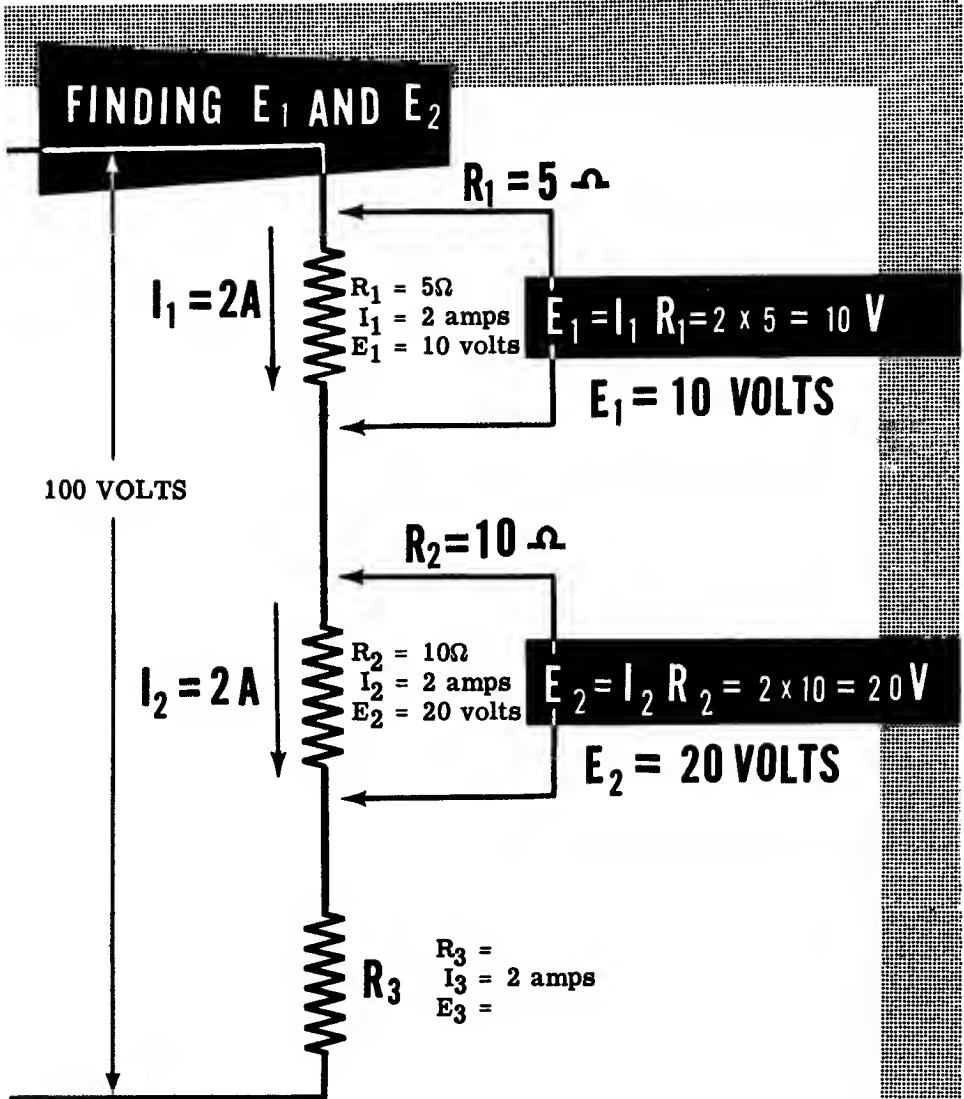 FINDING E₁ AND E₂
R₁ = 5 Ω
I₁ = 2A
R₁ = 5Ω
I₁ = 2 amps
E₁ = 10 volts
E₁ = I₁ R₁ = 2 x 5 = 10 V
E₁ = 10 VOLTS
100 VOLTS
R₂ = 10 Ω
I₂ = 2A
R₂ = 10Ω
I₂ = 2 amps
E₂ = 20 volts
E₂ = I₂ R₂ = 2 x 10 = 20 V
E₂ = 20 VOLTS
R₃
R₃ =
I₃ = 2 amps
E₃ =